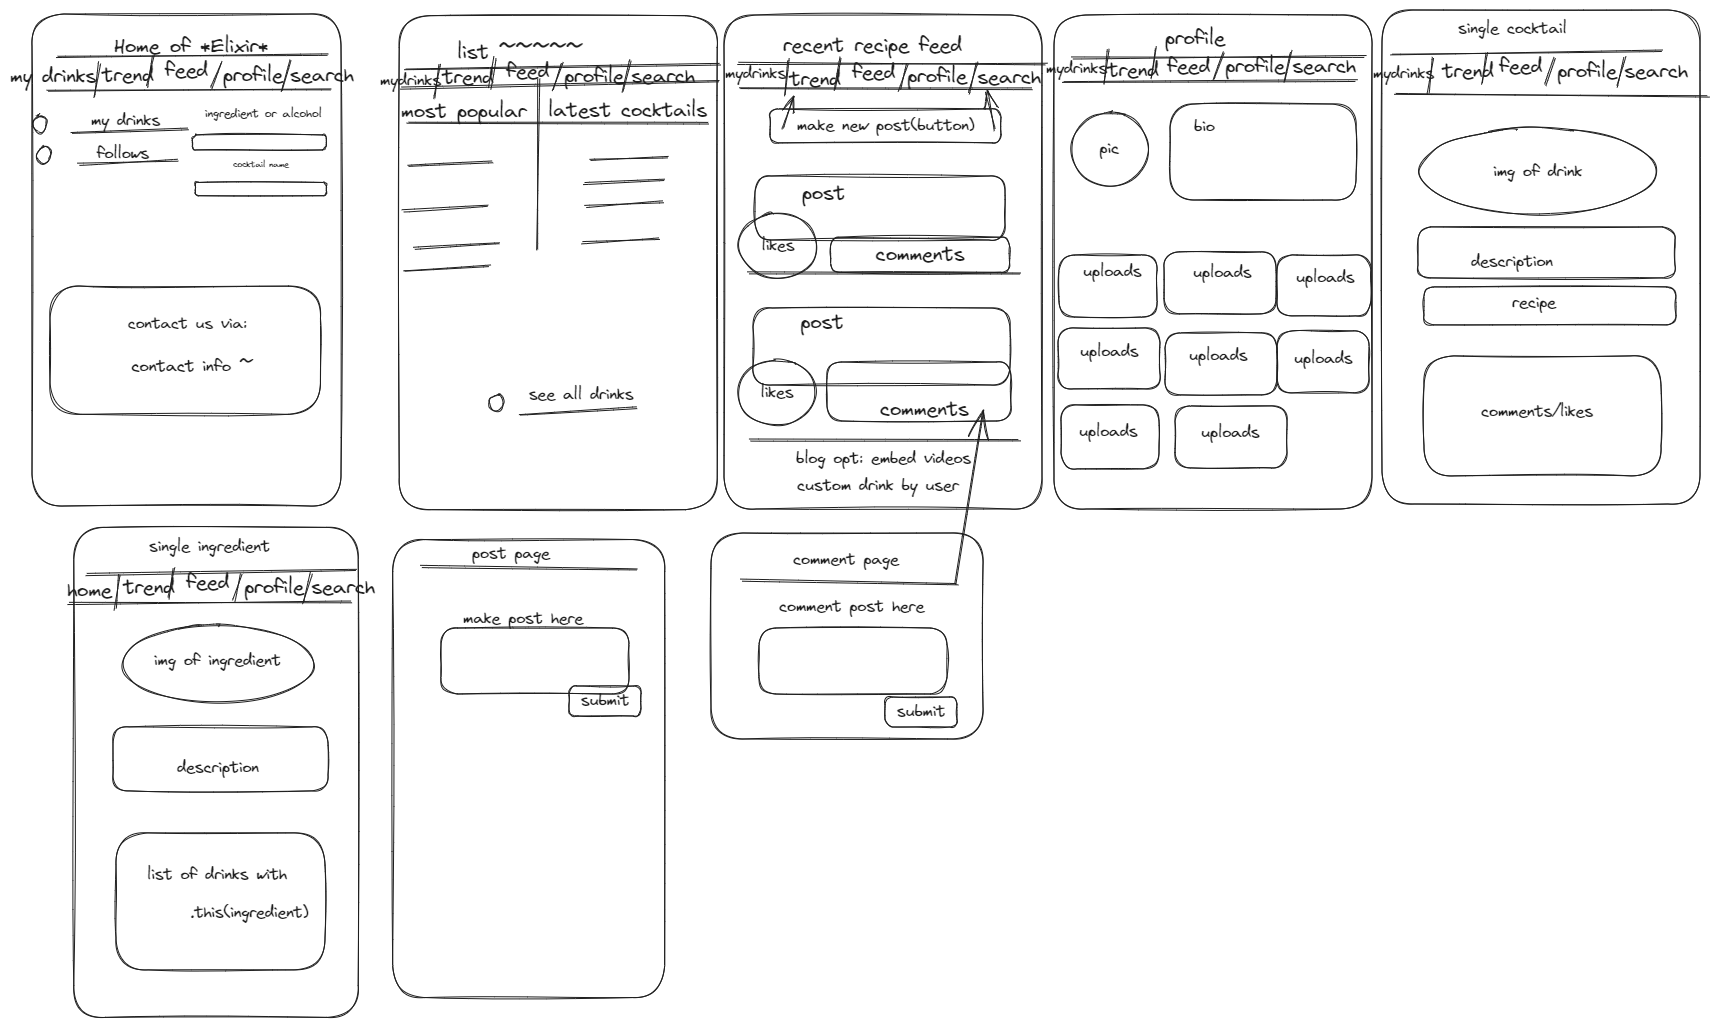 Home of *Elixir*
my drinks/trend/feed/profile/search
my drinks
follows
ingredient or alcohol
cocktail name
contact us via:
contact info ~
list ~~~~~
mydrinks/trend/feed/profile/search
most popular
latest cocktails
see all drinks
recent recipe feed
mydrinks/trend/feed/profile/search
make new post(button)
post
likes
comments
post
likes
comments
blog opt: embed videos
custom drink by user
profile
mydrinks/trend/feed/profile/search
pic
bio
uploads uploads uploads
uploads uploads uploads
uploads uploads
single cocktail
mydrinks/trend/feed/profile/search
img of drink
description
recipe
comments/likes
single ingredient
home/trend/feed/profile/search
img of ingredient
description
list of drinks with
.this(ingredient)
post page
make post here
submit
comment page
comment post here
submit